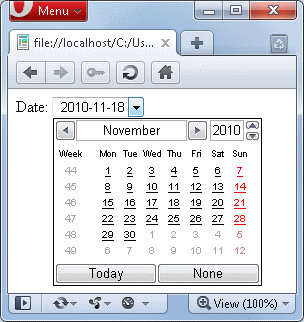 Menu
file://localhost/C:/Us...
Date: 2010-11-18
November 2010
Week Mon Tue Wed Thu Fri Sat Sun
44 1 2 3 4 5 6 7
45 8 9 10 11 12 13 14
46 15 16 17 18 19 20 21
47 22 23 24 25 26 27 28
48 29 30 1 2 3 4 5
49 6 7 8 9 10 11 12
Today None
View (100%)